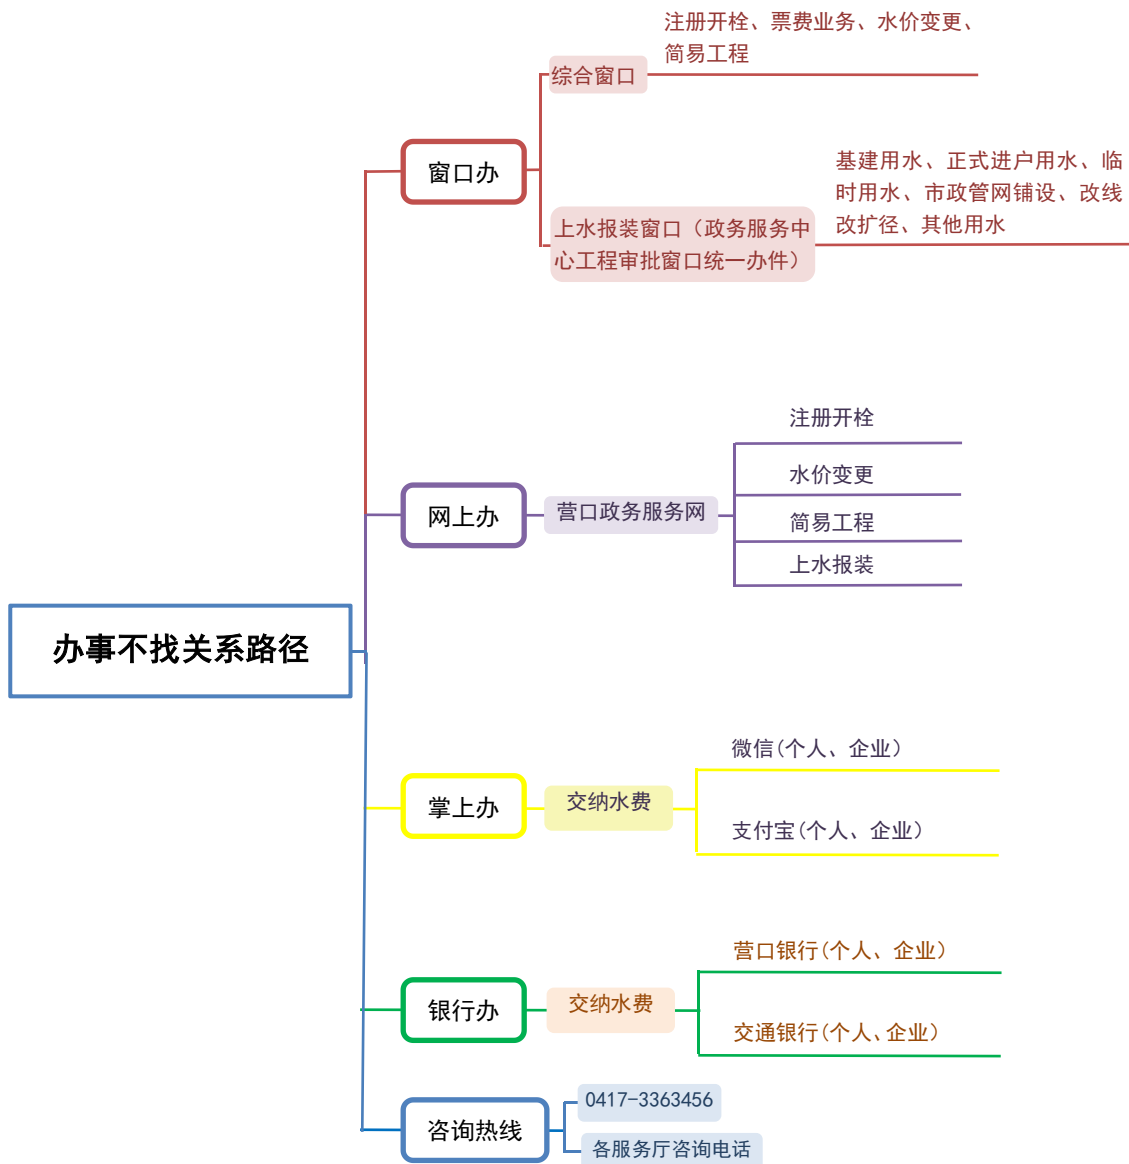 注册开栓、票费业务、水价变更、
简易工程
综合窗口
窗口办
基建用水、正式进户用水、临
时用水、市政管网铺设、改线
改扩径、其他用水
上水报装窗口（政务服务中
心工程审批窗口统一办件）
注册开栓
水价变更
网上办
营口政务服务网
简易工程
上水报装
办事不找关系路径
微信(个人、企业）
掌上办
交纳水费
支付宝(个人、企业）
营口银行(个人、企业）
银行办
交纳水费
交通银行(个人、企业）
0417-3363456
咨询热线
各服务厅咨询电话